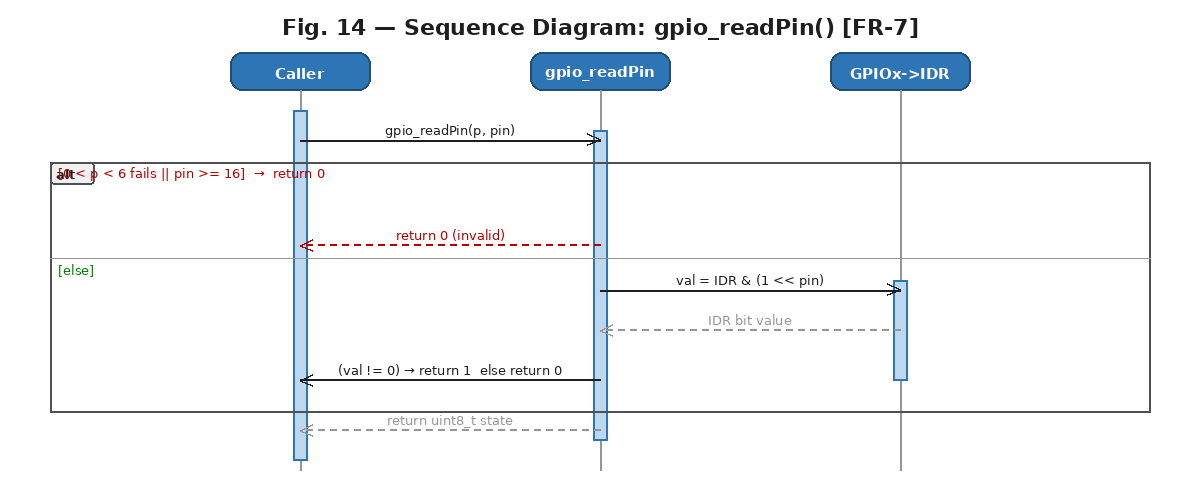 Fig. 14 — Sequence Diagram: gpio_readPin() [FR-7]
Caller
gpio_readPin
GPIOx->IDR
gpio_readPin(p, pin)
alt
[0 < p < 6 fails || pin >= 16] → return 0
return 0 (invalid)
[else]
val = IDR & (1 << pin)
IDR bit value
(val != 0) → return 1 else return 0
return uint8_t state